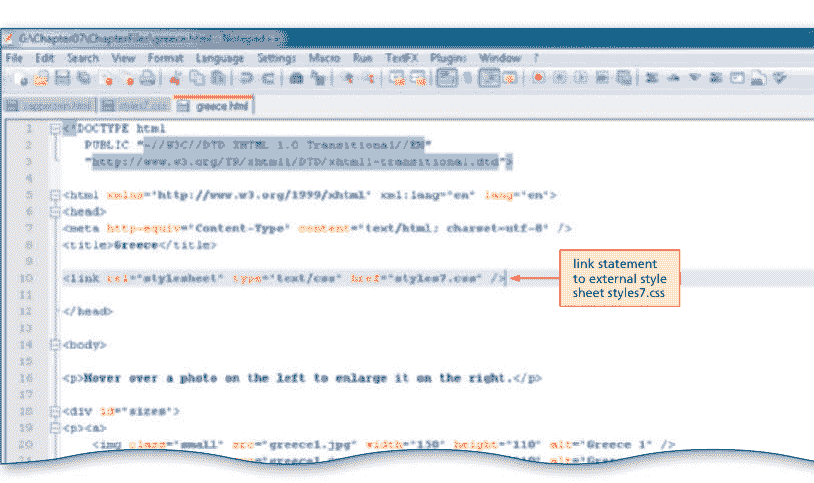 G:\Chapter07\ChapterFiles\greece.html - Notepad++
File Edit Search View Format Language Settings Macro Run TextFX Plugins Window ?
greece.html
1 <!DOCTYPE html
2 PUBLIC "-//W3C//DTD XHTML 1.0 Transitional//EN"
3 "http://www.w3.org/TR/xhtml1/DTD/xhtml1-transitional.dtd">
4
5 <html xmlns="http://www.w3.org/1999/xhtml" xml:lang="en" lang="en">
6 <head>
7 <meta http-equiv="Content-Type" content="text/html; charset=utf-8" />
8 <title>Greece</title>
9
10 <link rel="stylesheet" type="text/css" href="styles7.css" />
link statement
to external style
sheet styles7.css
11
12 </head>
13
14 <body>
15
16 <p>Hover over a photo on the left to enlarge it on the right.</p>
17
18 <div id="sizes">
19 <p><a>
20 <img class="small" src="greece1.jpg" width="150" height="110" alt="Greece 1" />